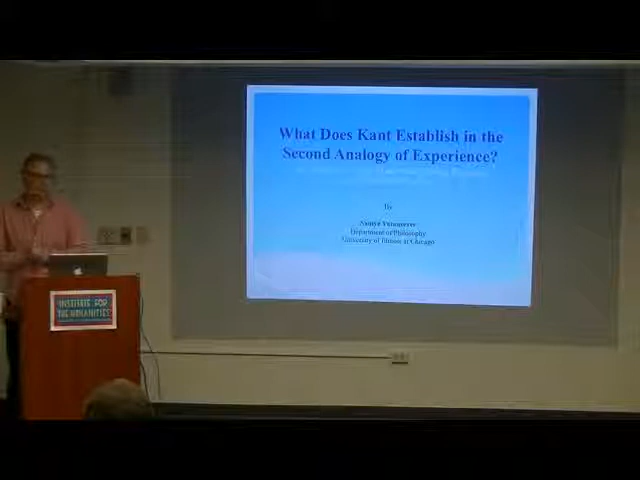 What Does Kant Establish in the
Second Analogy of Experience?
By
Department of Philosophy
University of Illinois at Chicago
INSTITUTE FOR
THE HUMANITIES